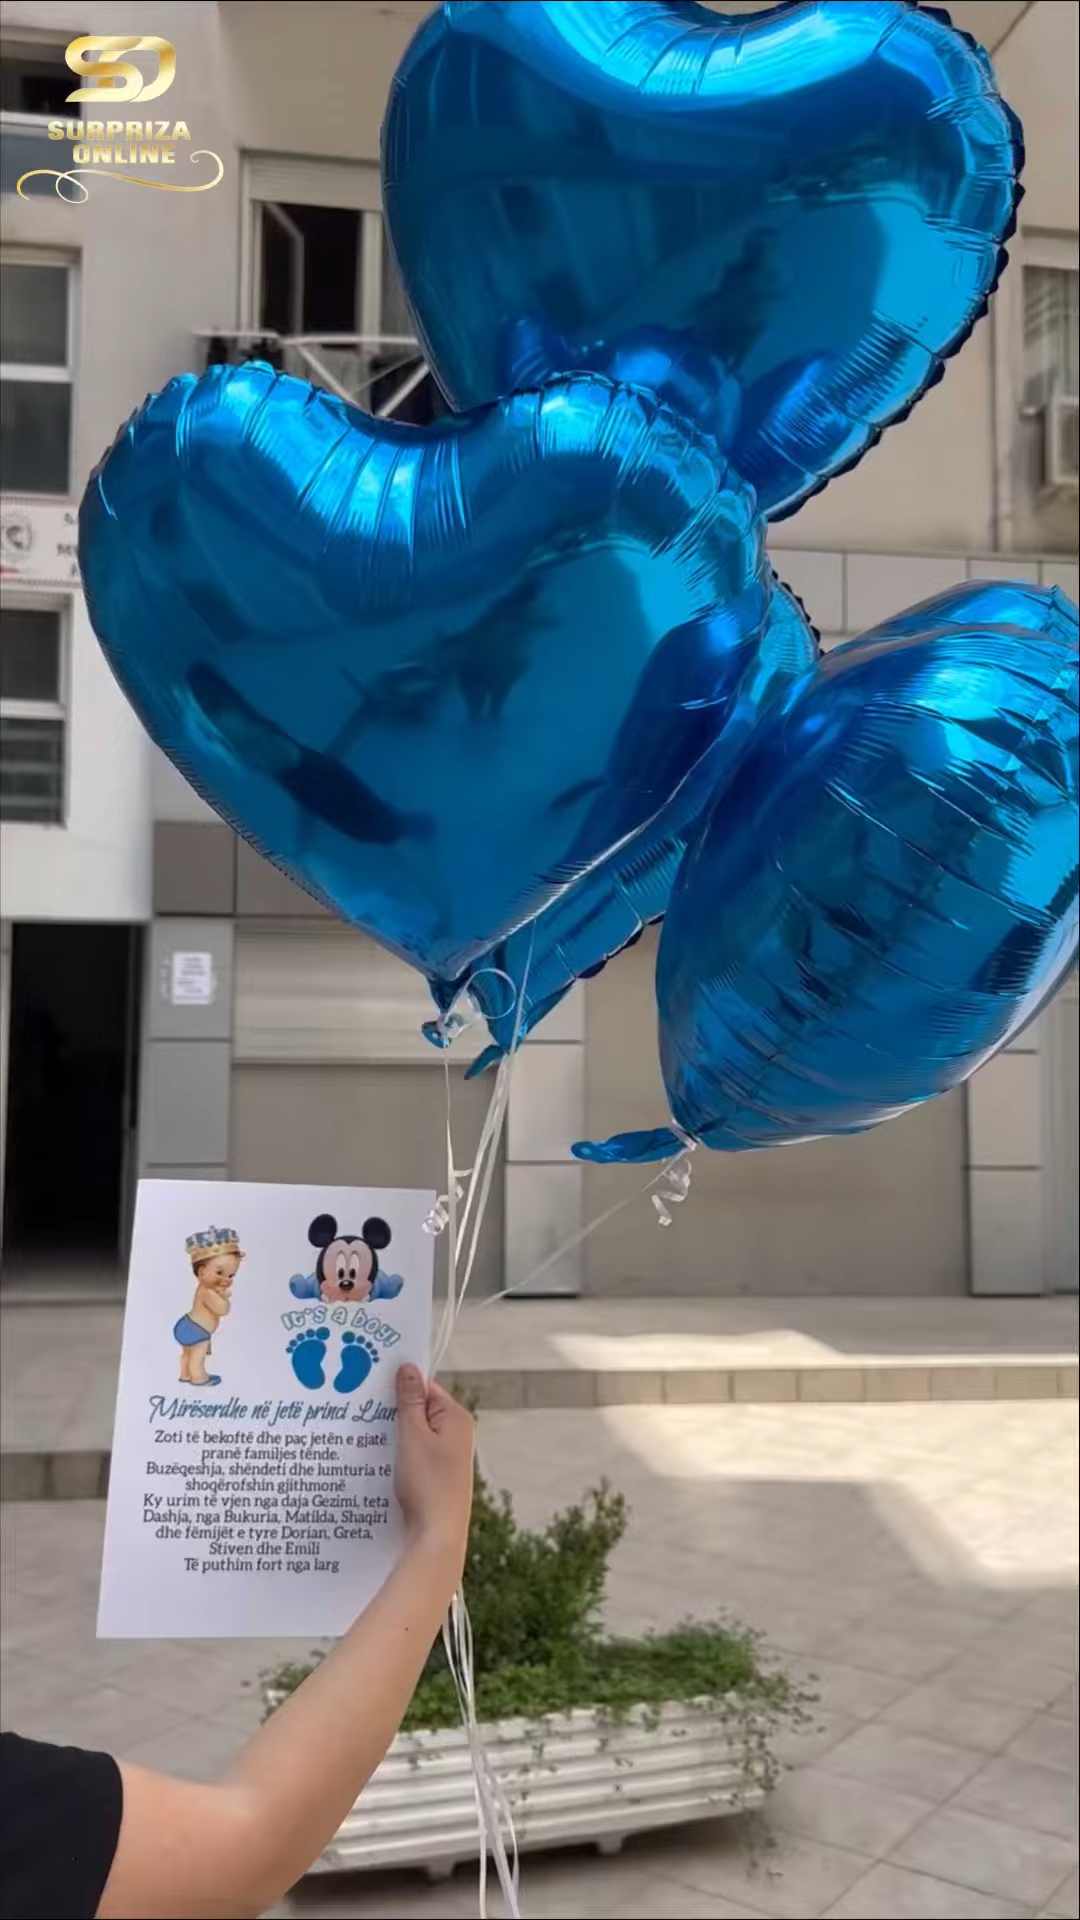 SD
SURPRIZA
ONLINE
It's a boy!
Mirëserdhe në jetë princi Lian
Zoti të bekoftë dhe paç jetën e gjatë
pranë familjes tënde.
Buzëqeshja, shëndeti dhe lumturia të
shoqërofshin gjithmonë
Ky urim të vjen nga daja Gezimi, teta
Dashja, nga Bukuria, Matilda, Shaqiri
dhe fëmijët e tyre Dorian, Greta,
Stiven dhe Emili
Të puthim fort nga larg